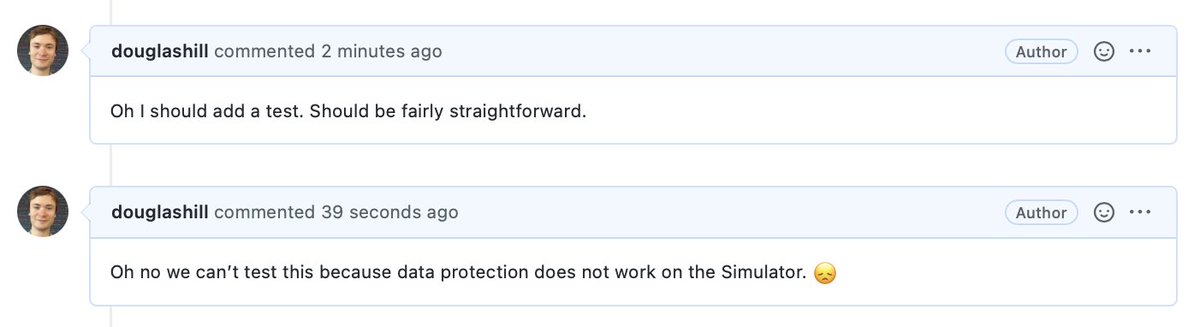 douglashill commented 2 minutes ago Author
Oh I should add a test. Should be fairly straightforward.
douglashill commented 39 seconds ago Author
Oh no we can’t test this because data protection does not work on the Simulator. 😞